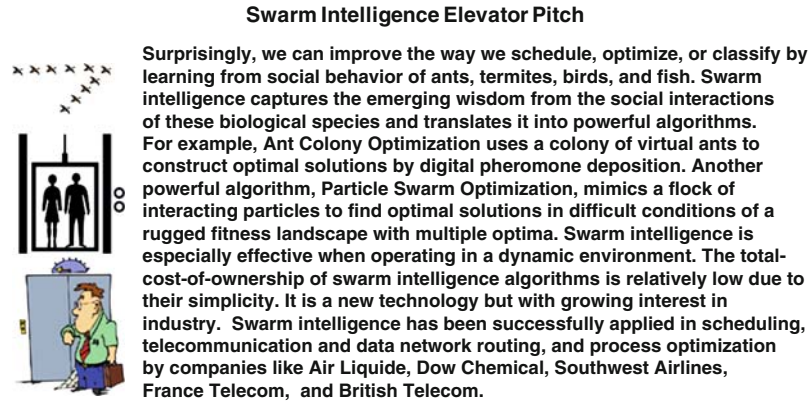 Swarm Intelligence Elevator Pitch
Surprisingly, we can improve the way we schedule, optimize, or classify by
learning from social behavior of ants, termites, birds, and fish. Swarm
intelligence captures the emerging wisdom from the social interactions
of these biological species and translates it into powerful algorithms.
For example, Ant Colony Optimization uses a colony of virtual ants to
construct optimal solutions by digital pheromone deposition. Another
powerful algorithm, Particle Swarm Optimization, mimics a flock of
interacting particles to find optimal solutions in difficult conditions of a
rugged fitness landscape with multiple optima. Swarm intelligence is
especially effective when operating in a dynamic environment. The total-
cost-of-ownership of swarm intelligence algorithms is relatively low due to
their simplicity. It is a new technology but with growing interest in
industry.  Swarm intelligence has been successfully applied in scheduling,
telecommunication and data network routing, and process optimization
by companies like Air Liquide, Dow Chemical, Southwest Airlines,
France Telecom,  and British Telecom.